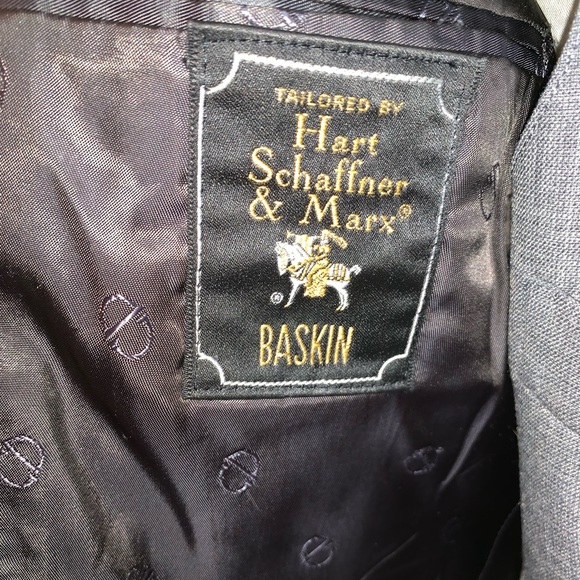 TAILORED BY
Hart
Schaffner
& Marx®
®
BASKIN